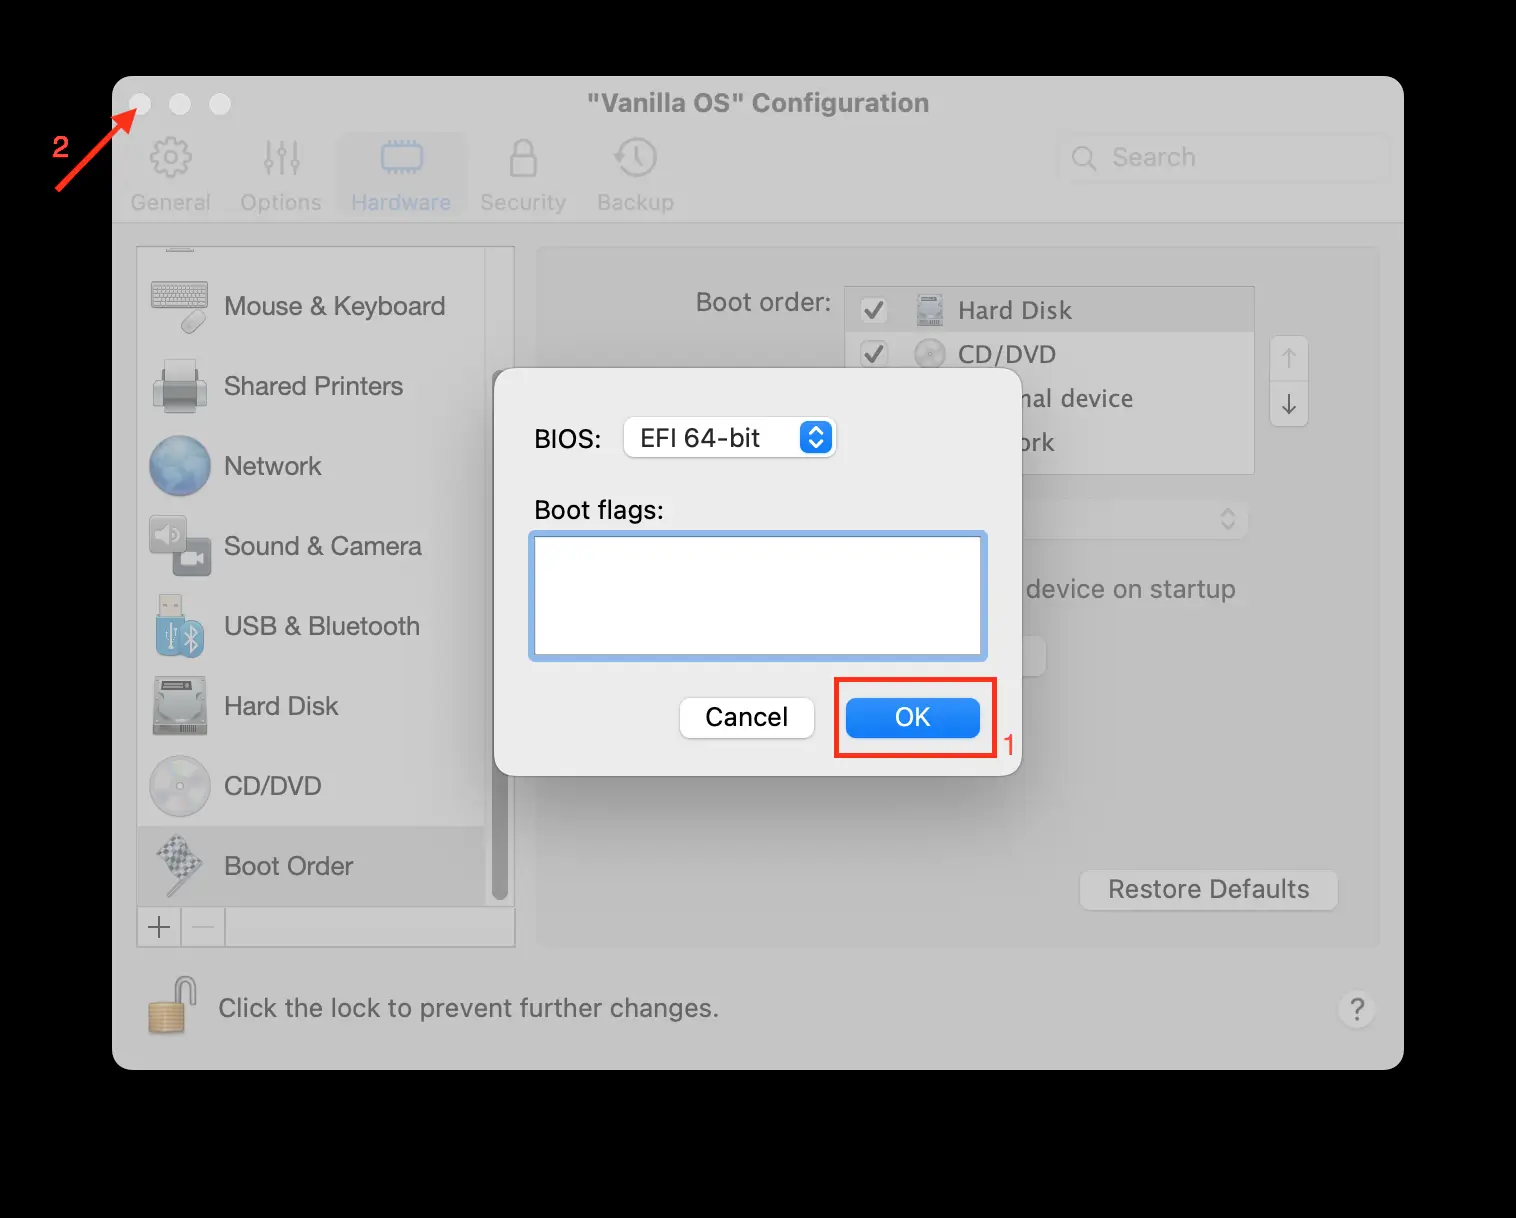 "Vanilla OS" Configuration
2
General
Options
Hardware
Security
Backup
Search
Mouse & Keyboard
Shared Printers
Network
Sound & Camera
USB & Bluetooth
Hard Disk
CD/DVD
Boot Order
Boot order:
Hard Disk
CD/DVD
nal device
ork
device on startup
BIOS:
EFI 64-bit
Boot flags:
Cancel
OK
1
Restore Defaults
Click the lock to prevent further changes.
?